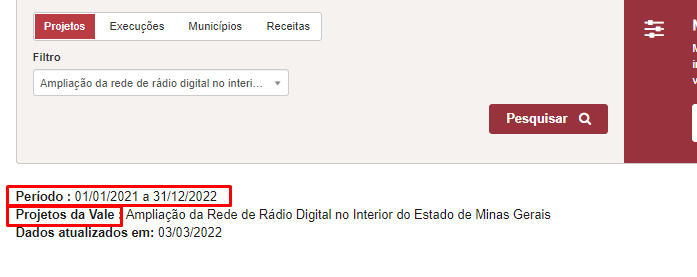 Projetos Execuções Municípios Receitas
Filtro
Ampliação da rede de rádio digital no interi...
Pesquisar
Período : 01/01/2021 a 31/12/2022
Projetos da Vale : Ampliação da Rede de Rádio Digital no Interior do Estado de Minas Gerais
Dados atualizados em: 03/03/2022